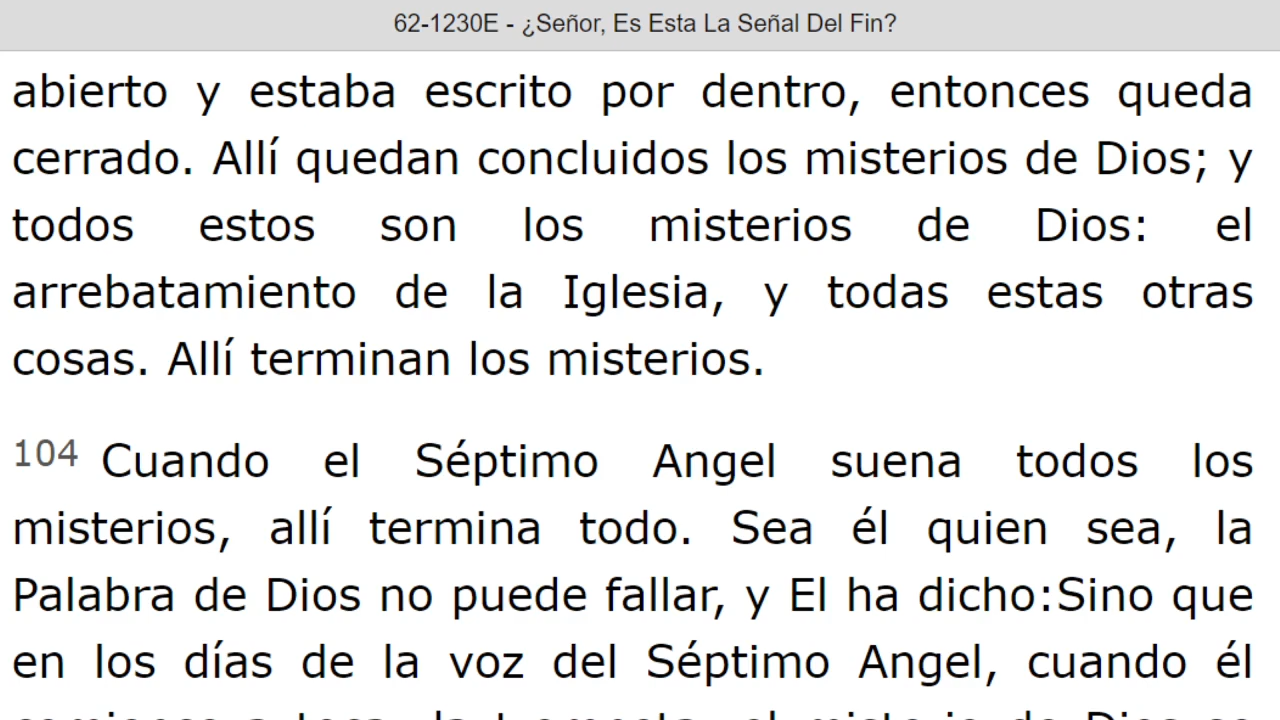 62-1230E - ¿Señor, Es Esta La Señal Del Fin?
abierto y estaba escrito por dentro, entonces queda
cerrado. Allí quedan concluidos los misterios de Dios; y
todos estos son los misterios de Dios: el
arrebatamiento de la Iglesia, y todas estas otras
cosas. Allí terminan los misterios.
104 Cuando el Séptimo Angel suena todos los
misterios, allí termina todo. Sea él quien sea, la
Palabra de Dios no puede fallar, y El ha dicho:Sino que
en los días de la voz del Séptimo Angel, cuando él